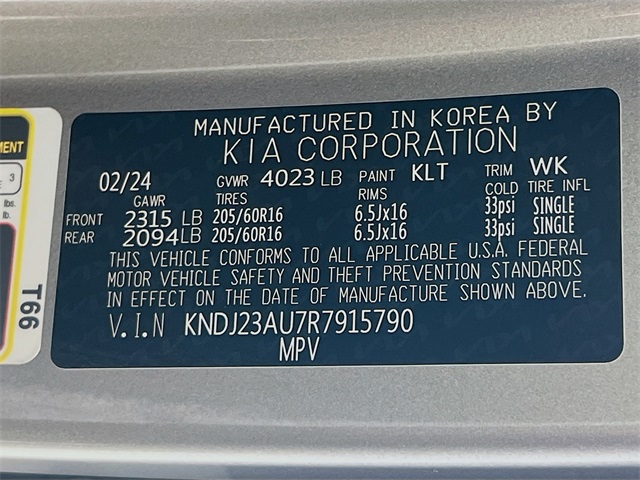 MANUFACTURED IN KOREA BY
KIA CORPORATION
02/24 GVWR 4023 LB PAINT KLT TRIM WK
GAWR TIRES RIMS COLD TIRE INFL
FRONT 2315 LB 205/60R16 6.5Jx16 33psi SINGLE
REAR 2094 LB 205/60R16 6.5Jx16 33psi SINGLE
THIS VEHICLE CONFORMS TO ALL APPLICABLE U.S.A. FEDERAL
MOTOR VEHICLE SAFETY AND THEFT PREVENTION STANDARDS
IN EFFECT ON THE DATE OF MANUFACTURE SHOWN ABOVE.
V.I.N KNDJ23AU7R7915790
MPV
MENT
3
lbs.
lb.
T66